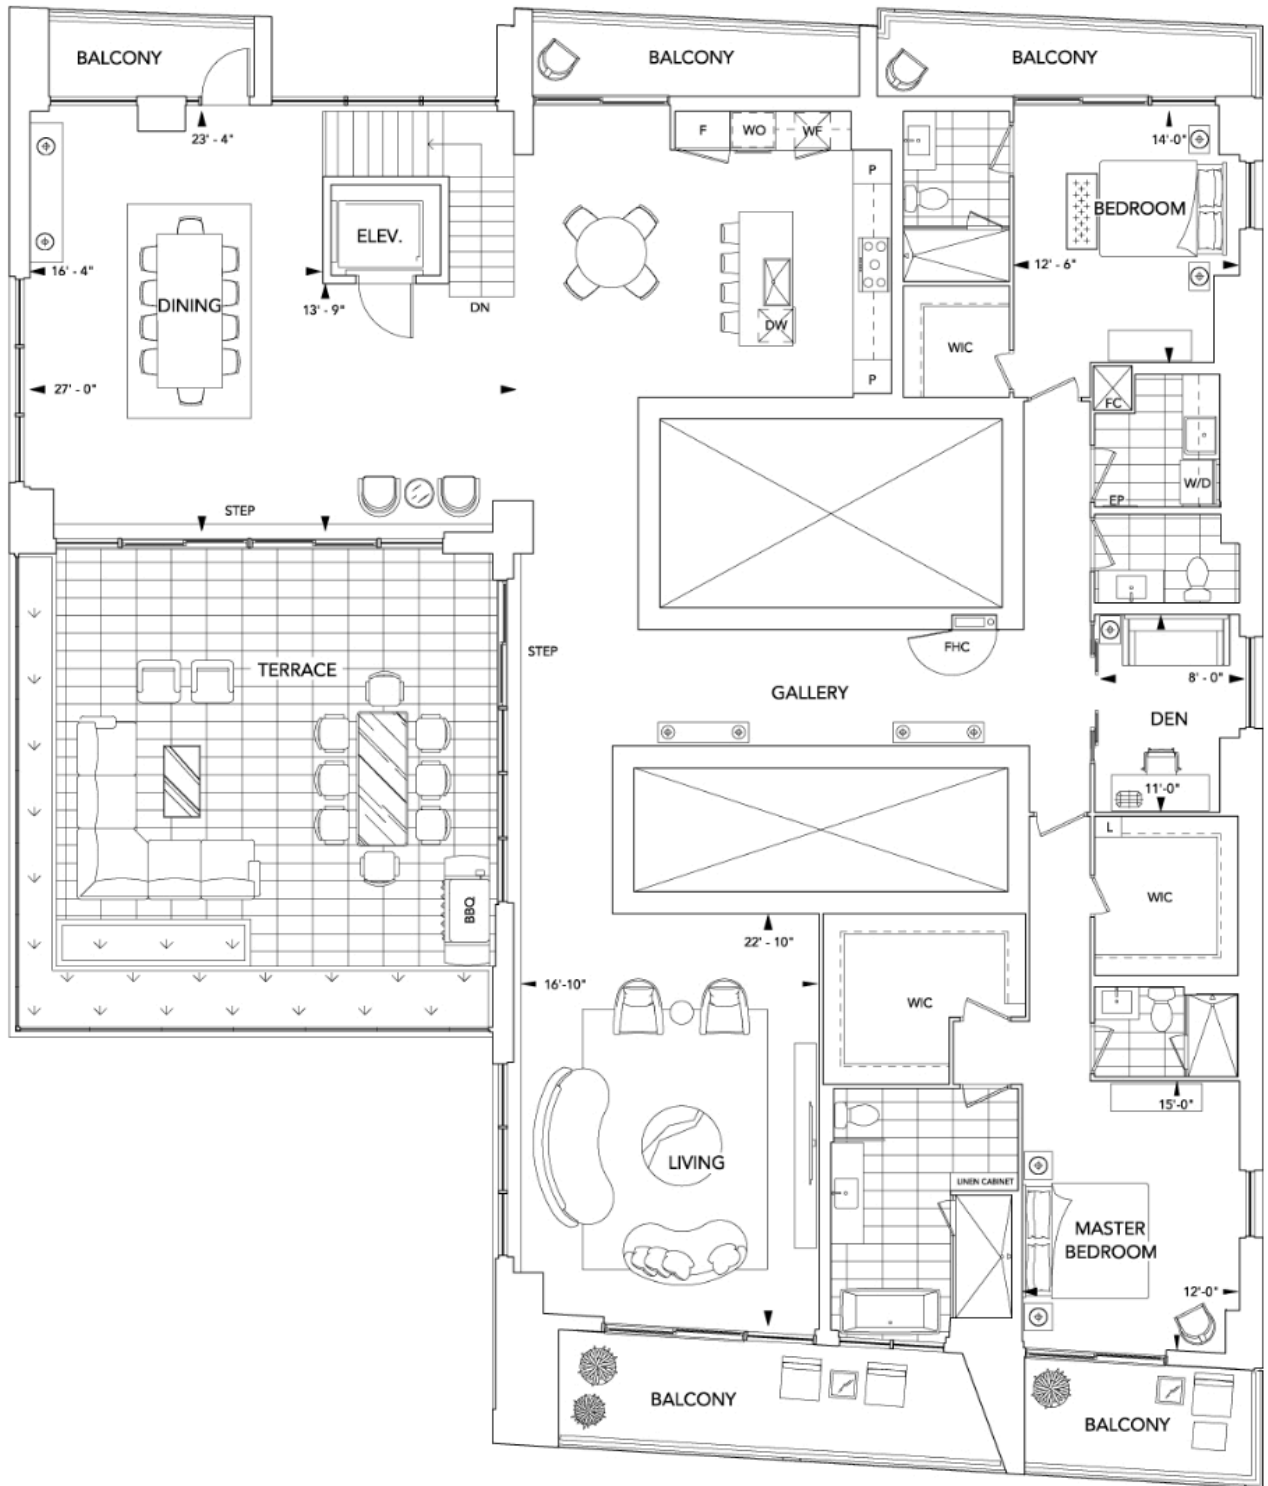 BALCONY
BALCONY
BALCONY
23' - 4"
F
WO
WF
14'-0"
P
BEDROOM
ELEV.
16' - 4"
12' - 6"
DINING
13' - 9"
DN
DW
WIC
27' - 0"
P
FC
W/D
EP
STEP
STEP
FHC
TERRACE
8' - 0"
GALLERY
DEN
11'-0"
L
BBQ
WIC
22' - 10"
16'-10"
WIC
15'-0"
LIVING
LINEN CABINET
MASTER
BEDROOM
12'-0"
BALCONY
BALCONY